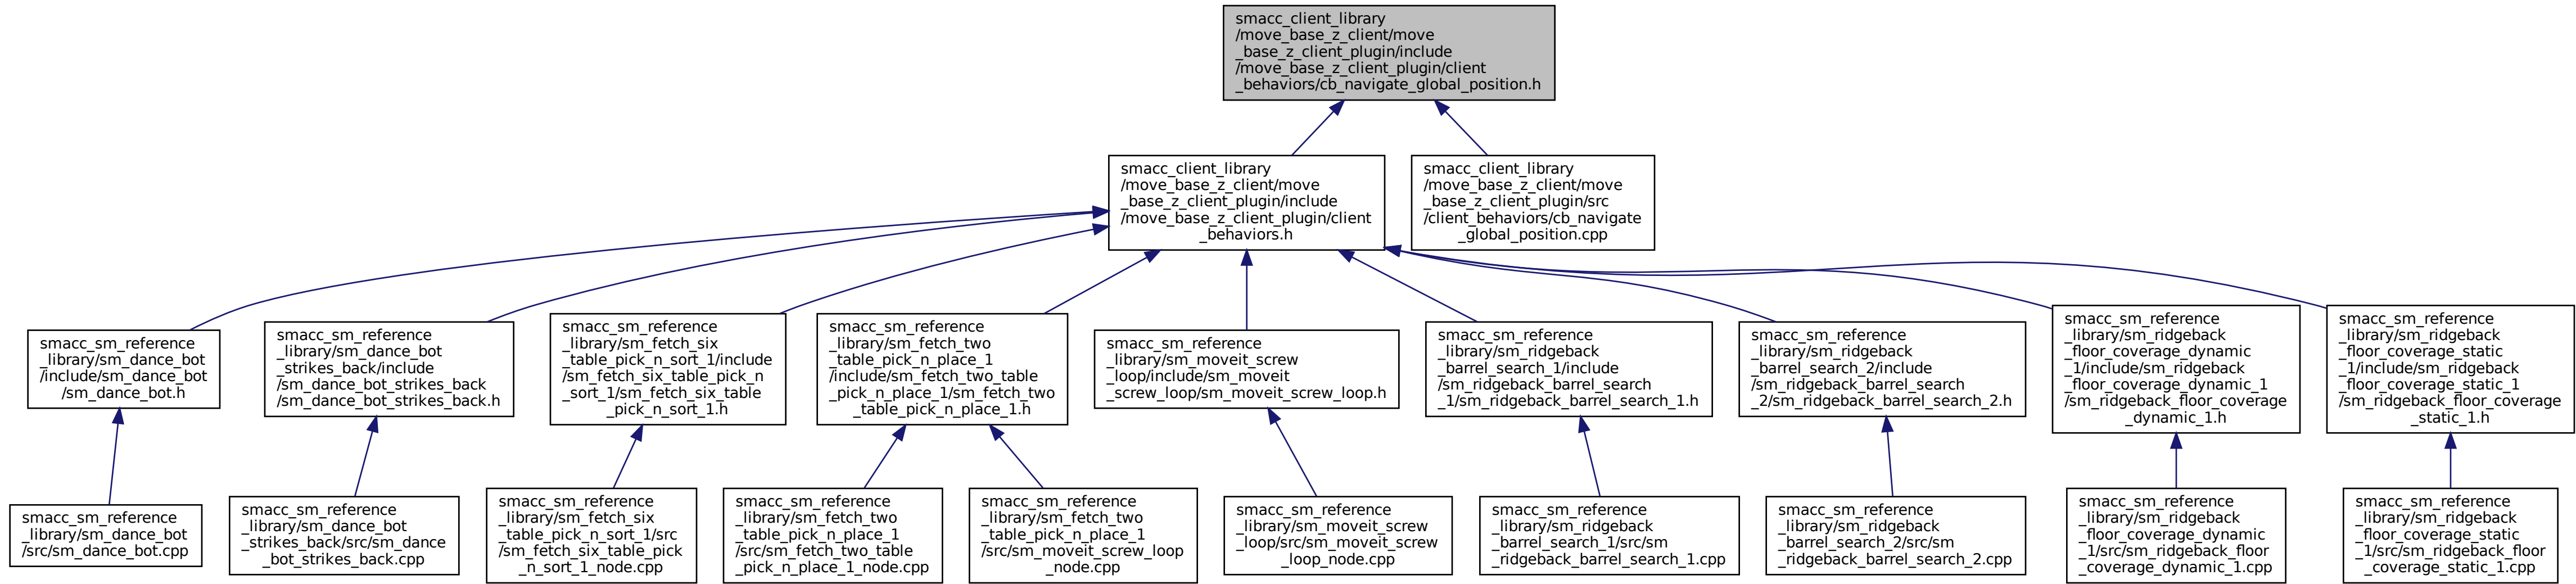 smacc_client_library
/move_base_z_client/move
_base_z_client_plugin/include
/move_base_z_client_plugin/client
_behaviors/cb_navigate_global_position.h
smacc_client_library
/move_base_z_client/move
_base_z_client_plugin/include
/move_base_z_client_plugin/client
_behaviors.h
smacc_client_library
/move_base_z_client/move
_base_z_client_plugin/src
/client_behaviors/cb_navigate
_global_position.cpp
smacc_sm_reference
_library/sm_dance_bot
/include/sm_dance_bot
/sm_dance_bot.h
smacc_sm_reference
_library/sm_dance_bot
_strikes_back/include
/sm_dance_bot_strikes_back
/sm_dance_bot_strikes_back.h
smacc_sm_reference
_library/sm_fetch_six
_table_pick_n_sort_1/include
/sm_fetch_six_table_pick_n
_sort_1/sm_fetch_six_table
_pick_n_sort_1.h
smacc_sm_reference
_library/sm_fetch_two
_table_pick_n_place_1
/include/sm_fetch_two_table
_pick_n_place_1/sm_fetch_two
_table_pick_n_place_1.h
smacc_sm_reference
_library/sm_moveit_screw
_loop/include/sm_moveit
_screw_loop/sm_moveit_screw_loop.h
smacc_sm_reference
_library/sm_ridgeback
_barrel_search_1/include
/sm_ridgeback_barrel_search
_1/sm_ridgeback_barrel_search_1.h
smacc_sm_reference
_library/sm_ridgeback
_barrel_search_2/include
/sm_ridgeback_barrel_search
_2/sm_ridgeback_barrel_search_2.h
smacc_sm_reference
_library/sm_ridgeback
_floor_coverage_dynamic
_1/include/sm_ridgeback
_floor_coverage_dynamic_1
/sm_ridgeback_floor_coverage
_dynamic_1.h
smacc_sm_reference
_library/sm_ridgeback
_floor_coverage_static
_1/include/sm_ridgeback
_floor_coverage_static_1
/sm_ridgeback_floor_coverage
_static_1.h
smacc_sm_reference
_library/sm_dance_bot
/src/sm_dance_bot.cpp
smacc_sm_reference
_library/sm_dance_bot
_strikes_back/src/sm_dance
_bot_strikes_back.cpp
smacc_sm_reference
_library/sm_fetch_six
_table_pick_n_sort_1/src
/sm_fetch_six_table_pick
_n_sort_1_node.cpp
smacc_sm_reference
_library/sm_fetch_two
_table_pick_n_place_1
/src/sm_fetch_two_table
_pick_n_place_1_node.cpp
smacc_sm_reference
_library/sm_fetch_two
_table_pick_n_place_1
/src/sm_moveit_screw_loop
_node.cpp
smacc_sm_reference
_library/sm_moveit_screw
_loop/src/sm_moveit_screw
_loop_node.cpp
smacc_sm_reference
_library/sm_ridgeback
_barrel_search_1/src/sm
_ridgeback_barrel_search_1.cpp
smacc_sm_reference
_library/sm_ridgeback
_barrel_search_2/src/sm
_ridgeback_barrel_search_2.cpp
smacc_sm_reference
_library/sm_ridgeback
_floor_coverage_dynamic
_1/src/sm_ridgeback_floor
_coverage_dynamic_1.cpp
smacc_sm_reference
_library/sm_ridgeback
_floor_coverage_static
_1/src/sm_ridgeback_floor
_coverage_static_1.cpp